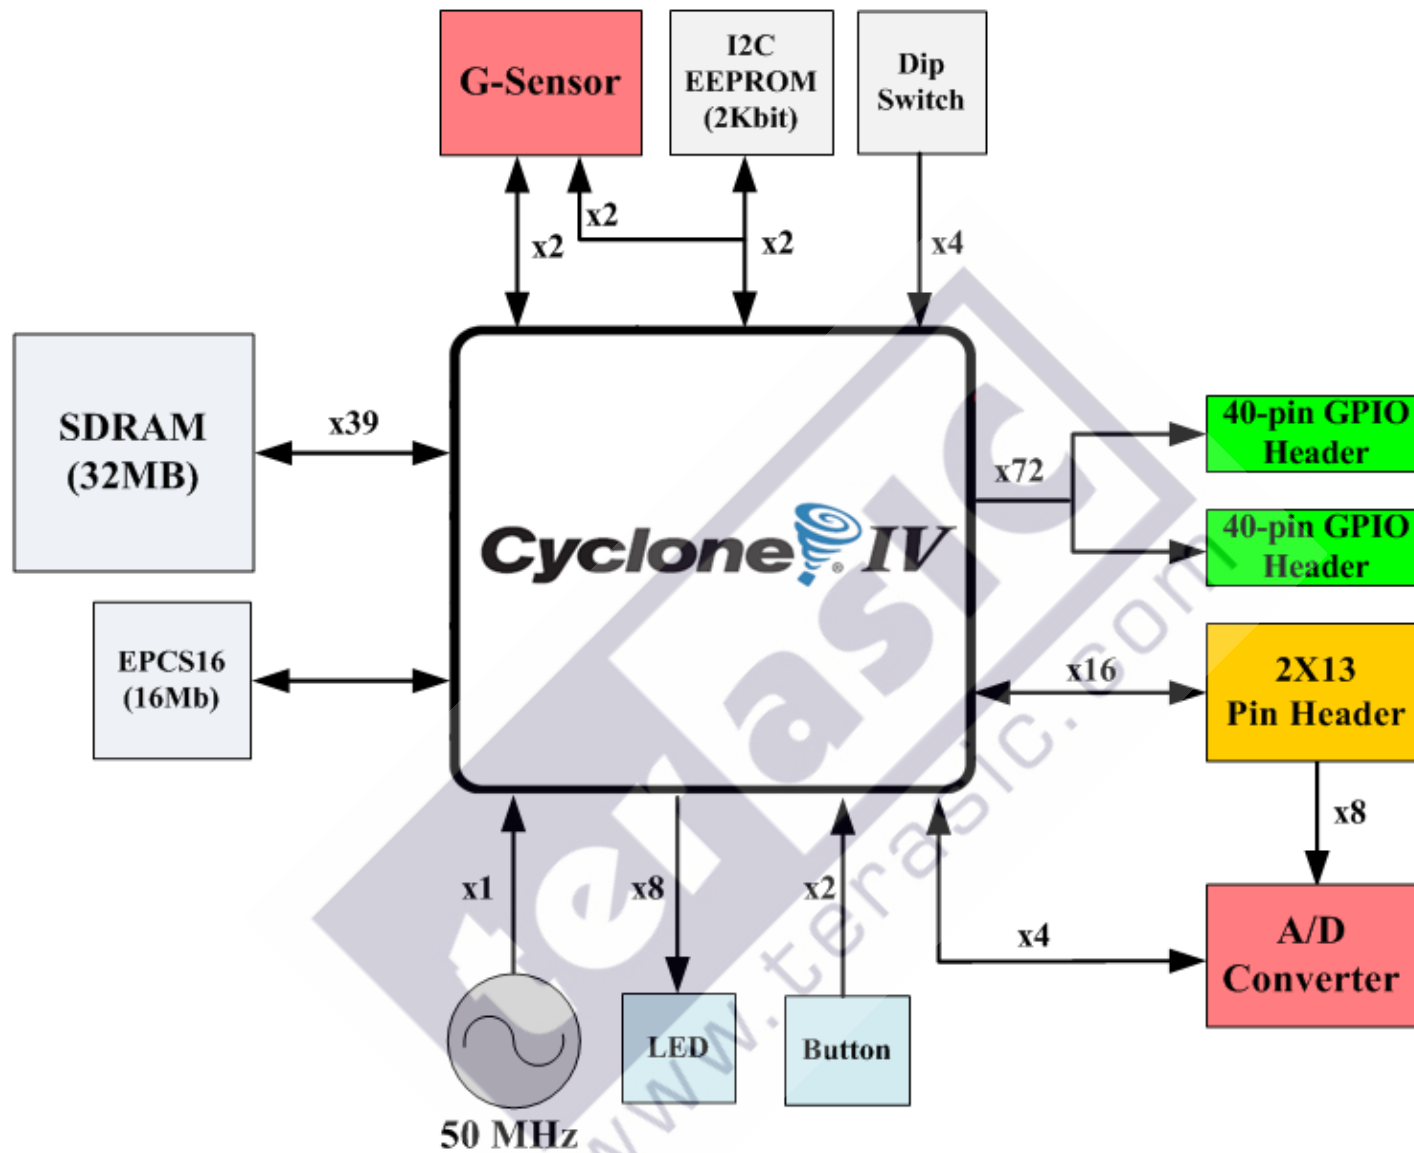 G-Sensor
I2C
EEPROM
(2Kbit)
Dip
Switch
x2
x2
x2
x4
SDRAM
(32MB)
x39
40-pin GPIO
Header
x72
40-pin GPIO
Header
Cyclone ® IV
EPCS16
(16Mb)
x16
2X13
Pin Header
x8
x1
x8
x2
x4
A/D
Converter
LED
Button
50 MHz
terasic
www.terasic.com